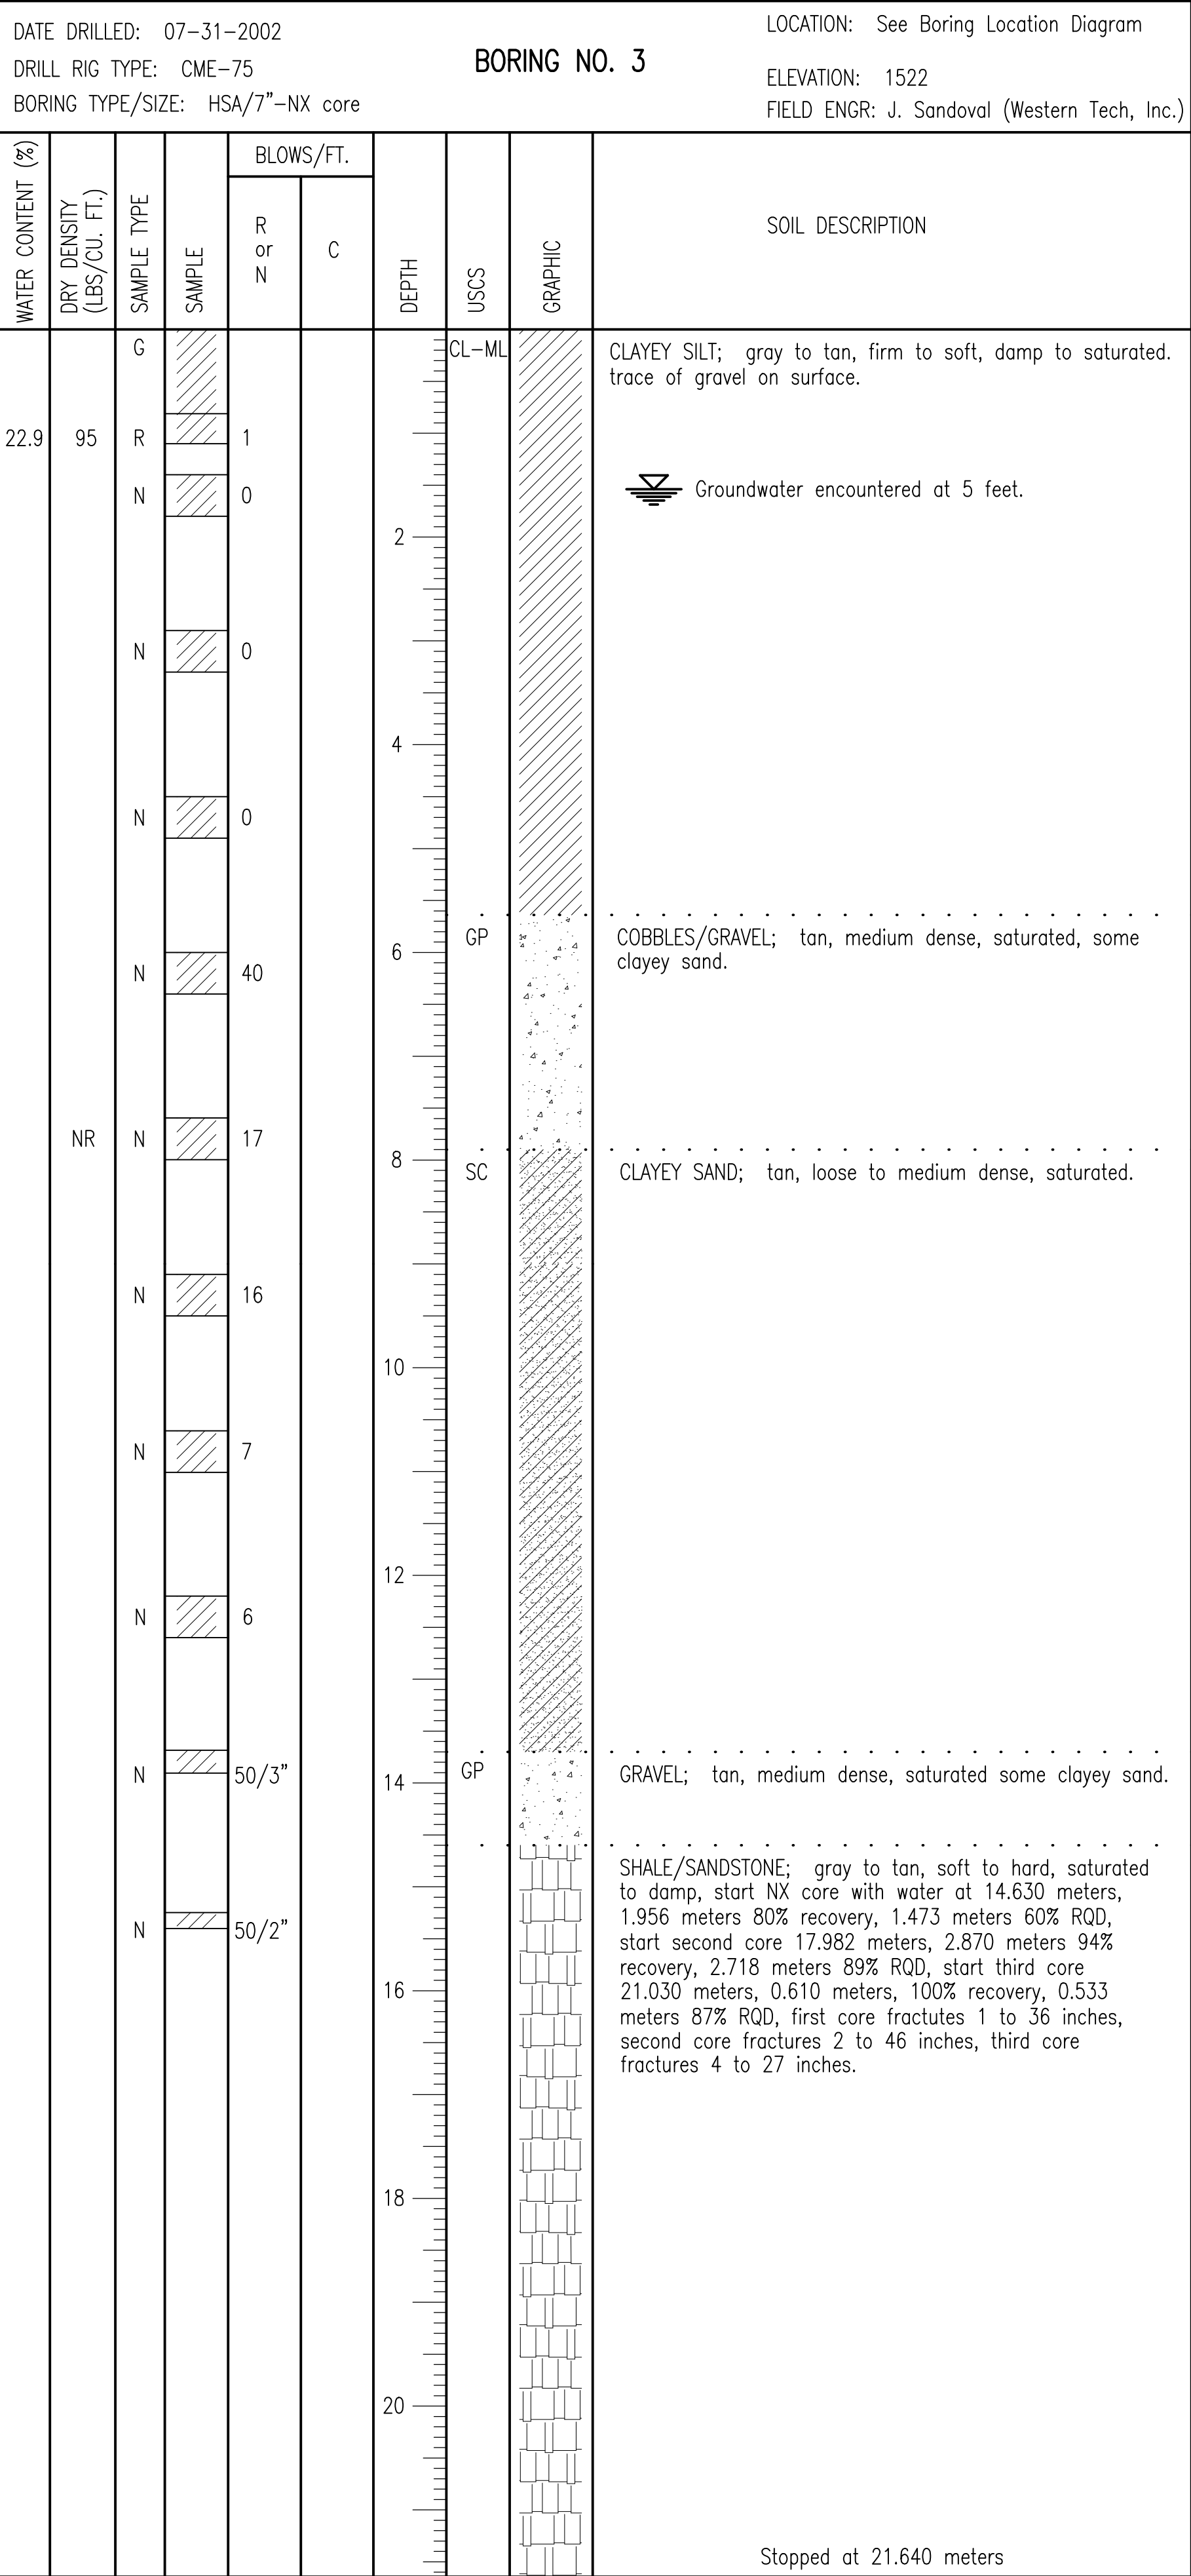 DATE DRILLED: 07-31-2002
DRILL RIG TYPE: CME-75
BORING TYPE/SIZE: HSA/7"-NX core
BORING NO. 3
LOCATION: See Boring Location Diagram
ELEVATION: 1522
FIELD ENGR: J. Sandoval (Western Tech, Inc.)
WATER CONTENT (%)
DRY DENSITY
(LBS/CU. FT.)
SAMPLE TYPE
SAMPLE
BLOWS/FT.
R
or
N
C
DEPTH
USCS
GRAPHIC
SOIL DESCRIPTION
G
CL-ML
CLAYEY SILT; gray to tan, firm to soft, damp to saturated.
trace of gravel on surface.
22.9 95 R 1
N 0
Groundwater encountered at 5 feet.
2
N 0
4
N 0
GP
COBBLES/GRAVEL; tan, medium dense, saturated, some
clayey sand.
6
N 40
NR N 17
8
SC
CLAYEY SAND; tan, loose to medium dense, saturated.
N 16
10
N 7
12
N 6
N 50/3"
14
GP
GRAVEL; tan, medium dense, saturated some clayey sand.
SHALE/SANDSTONE; gray to tan, soft to hard, saturated
to damp, start NX core with water at 14.630 meters,
1.956 meters 80% recovery, 1.473 meters 60% RQD,
start second core 17.982 meters, 2.870 meters 94%
recovery, 2.718 meters 89% RQD, start third core
21.030 meters, 0.610 meters, 100% recovery, 0.533
meters 87% RQD, first core fractutes 1 to 36 inches,
second core fractures 2 to 46 inches, third core
fractures 4 to 27 inches.
N 50/2"
16
18
20
Stopped at 21.640 meters